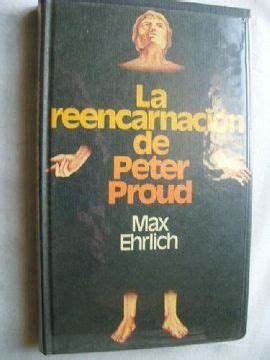 La
reencarnación
de
Peter
Proud
Max
Ehrlich